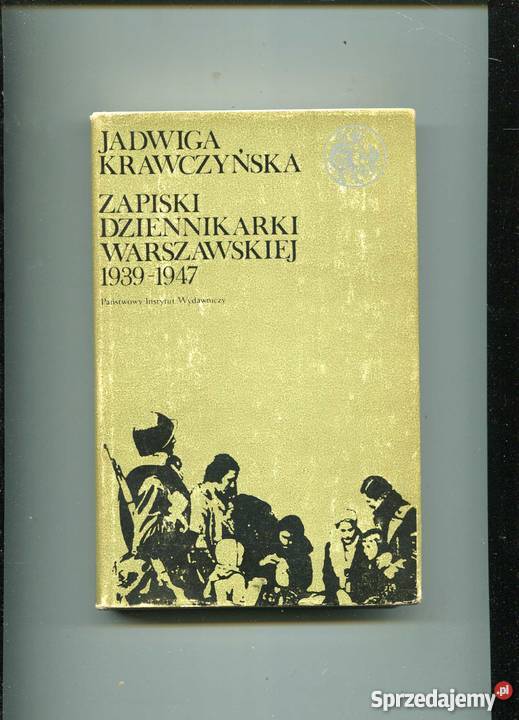 JADWIGA
KRAWCZYŃSKA
ZAPISKI
DZIENNIKARKI
WARSZAWSKIEJ
1939-1947
Państwowy Instytut Wydawniczy
Sprzedajemy.pl